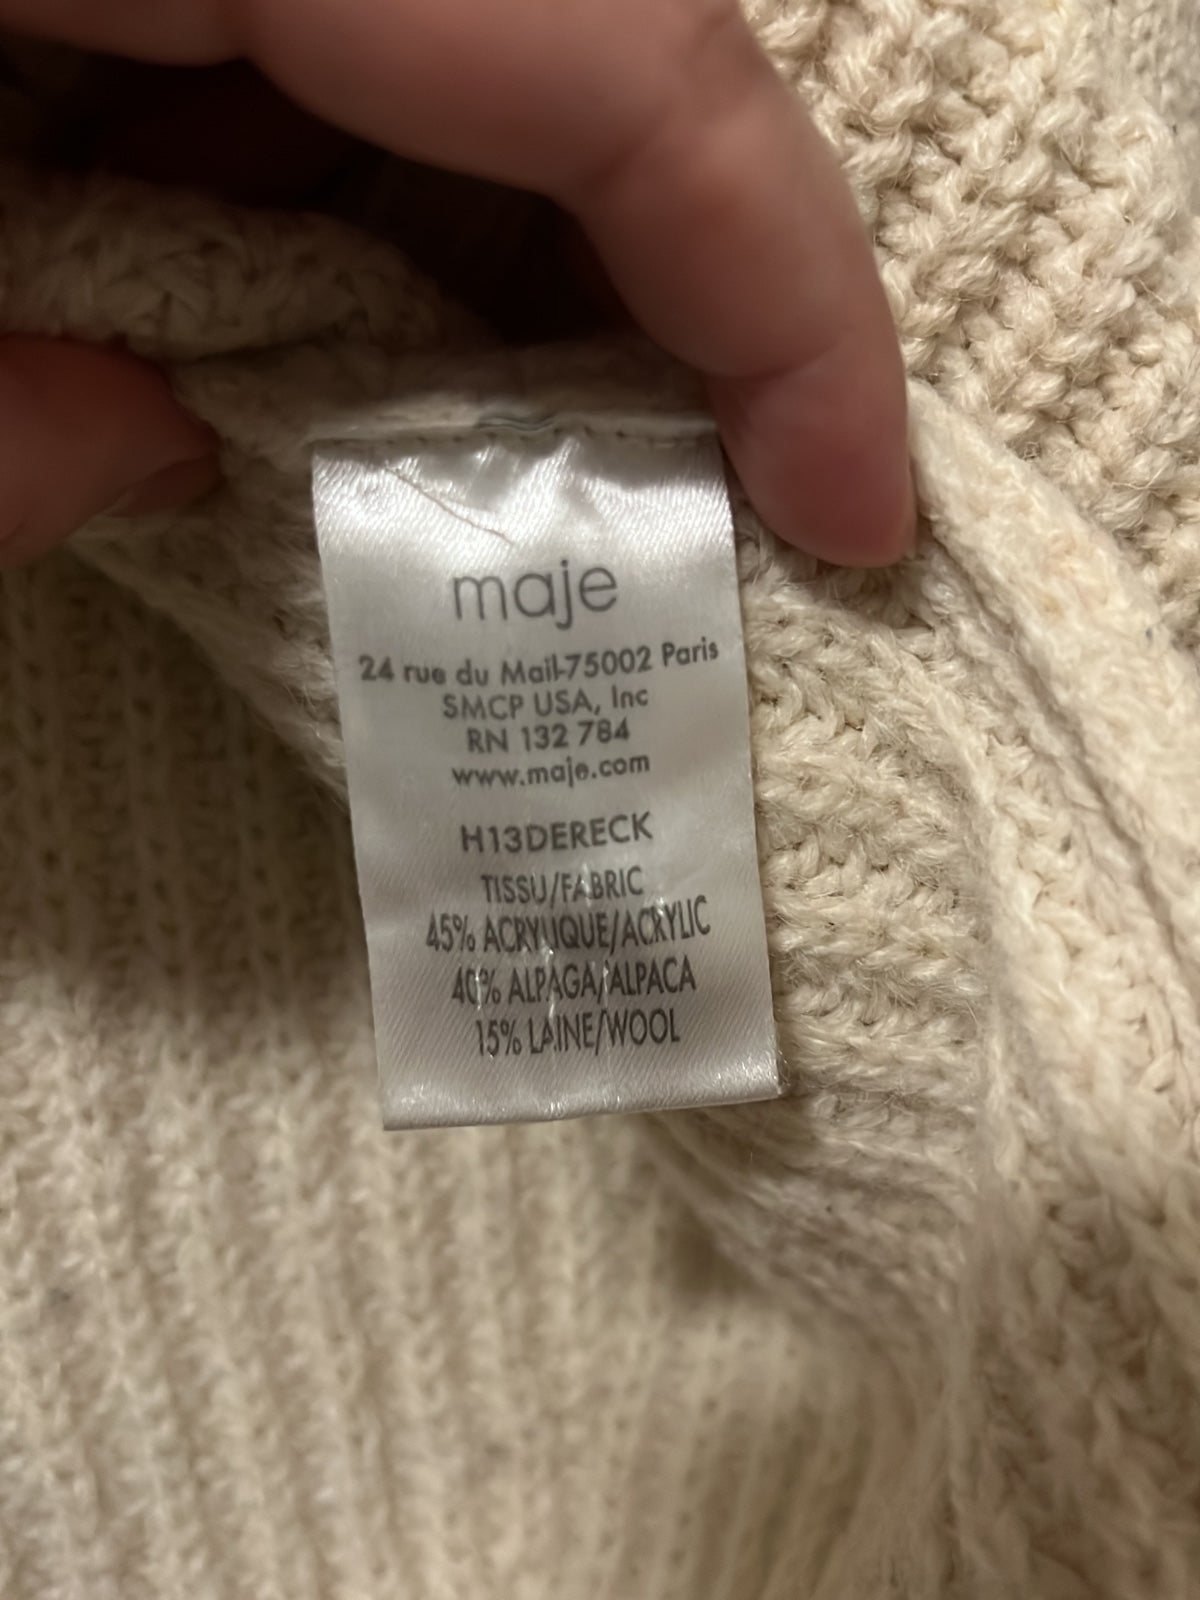 maje
24 rue du Mail-75002 Paris
SMCP USA, Inc
RN 132 784
www.maje.com
H13DERECK
TISSU/FABRIC
45% ACRYLIQUE/ACRYLIC
40% ALPAGA/ALPACA
15% LAINE/WOOL